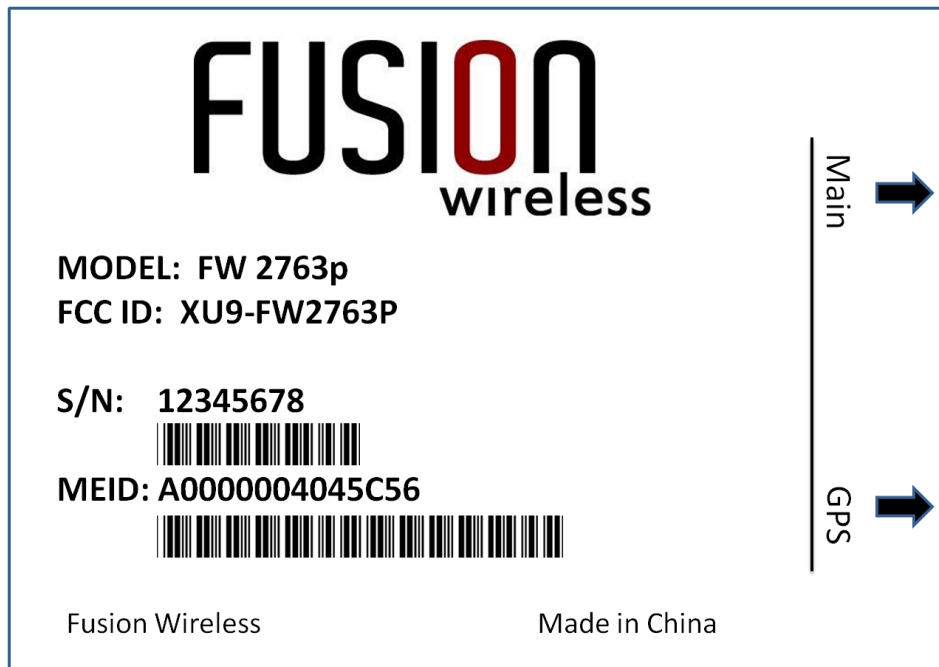 FUSION
wireless
MODEL: FW 2763p
FCC ID: XU9-FW2763P
S/N: 12345678
MEID: A0000004045C56
Main
GPS
Fusion Wireless Made in China